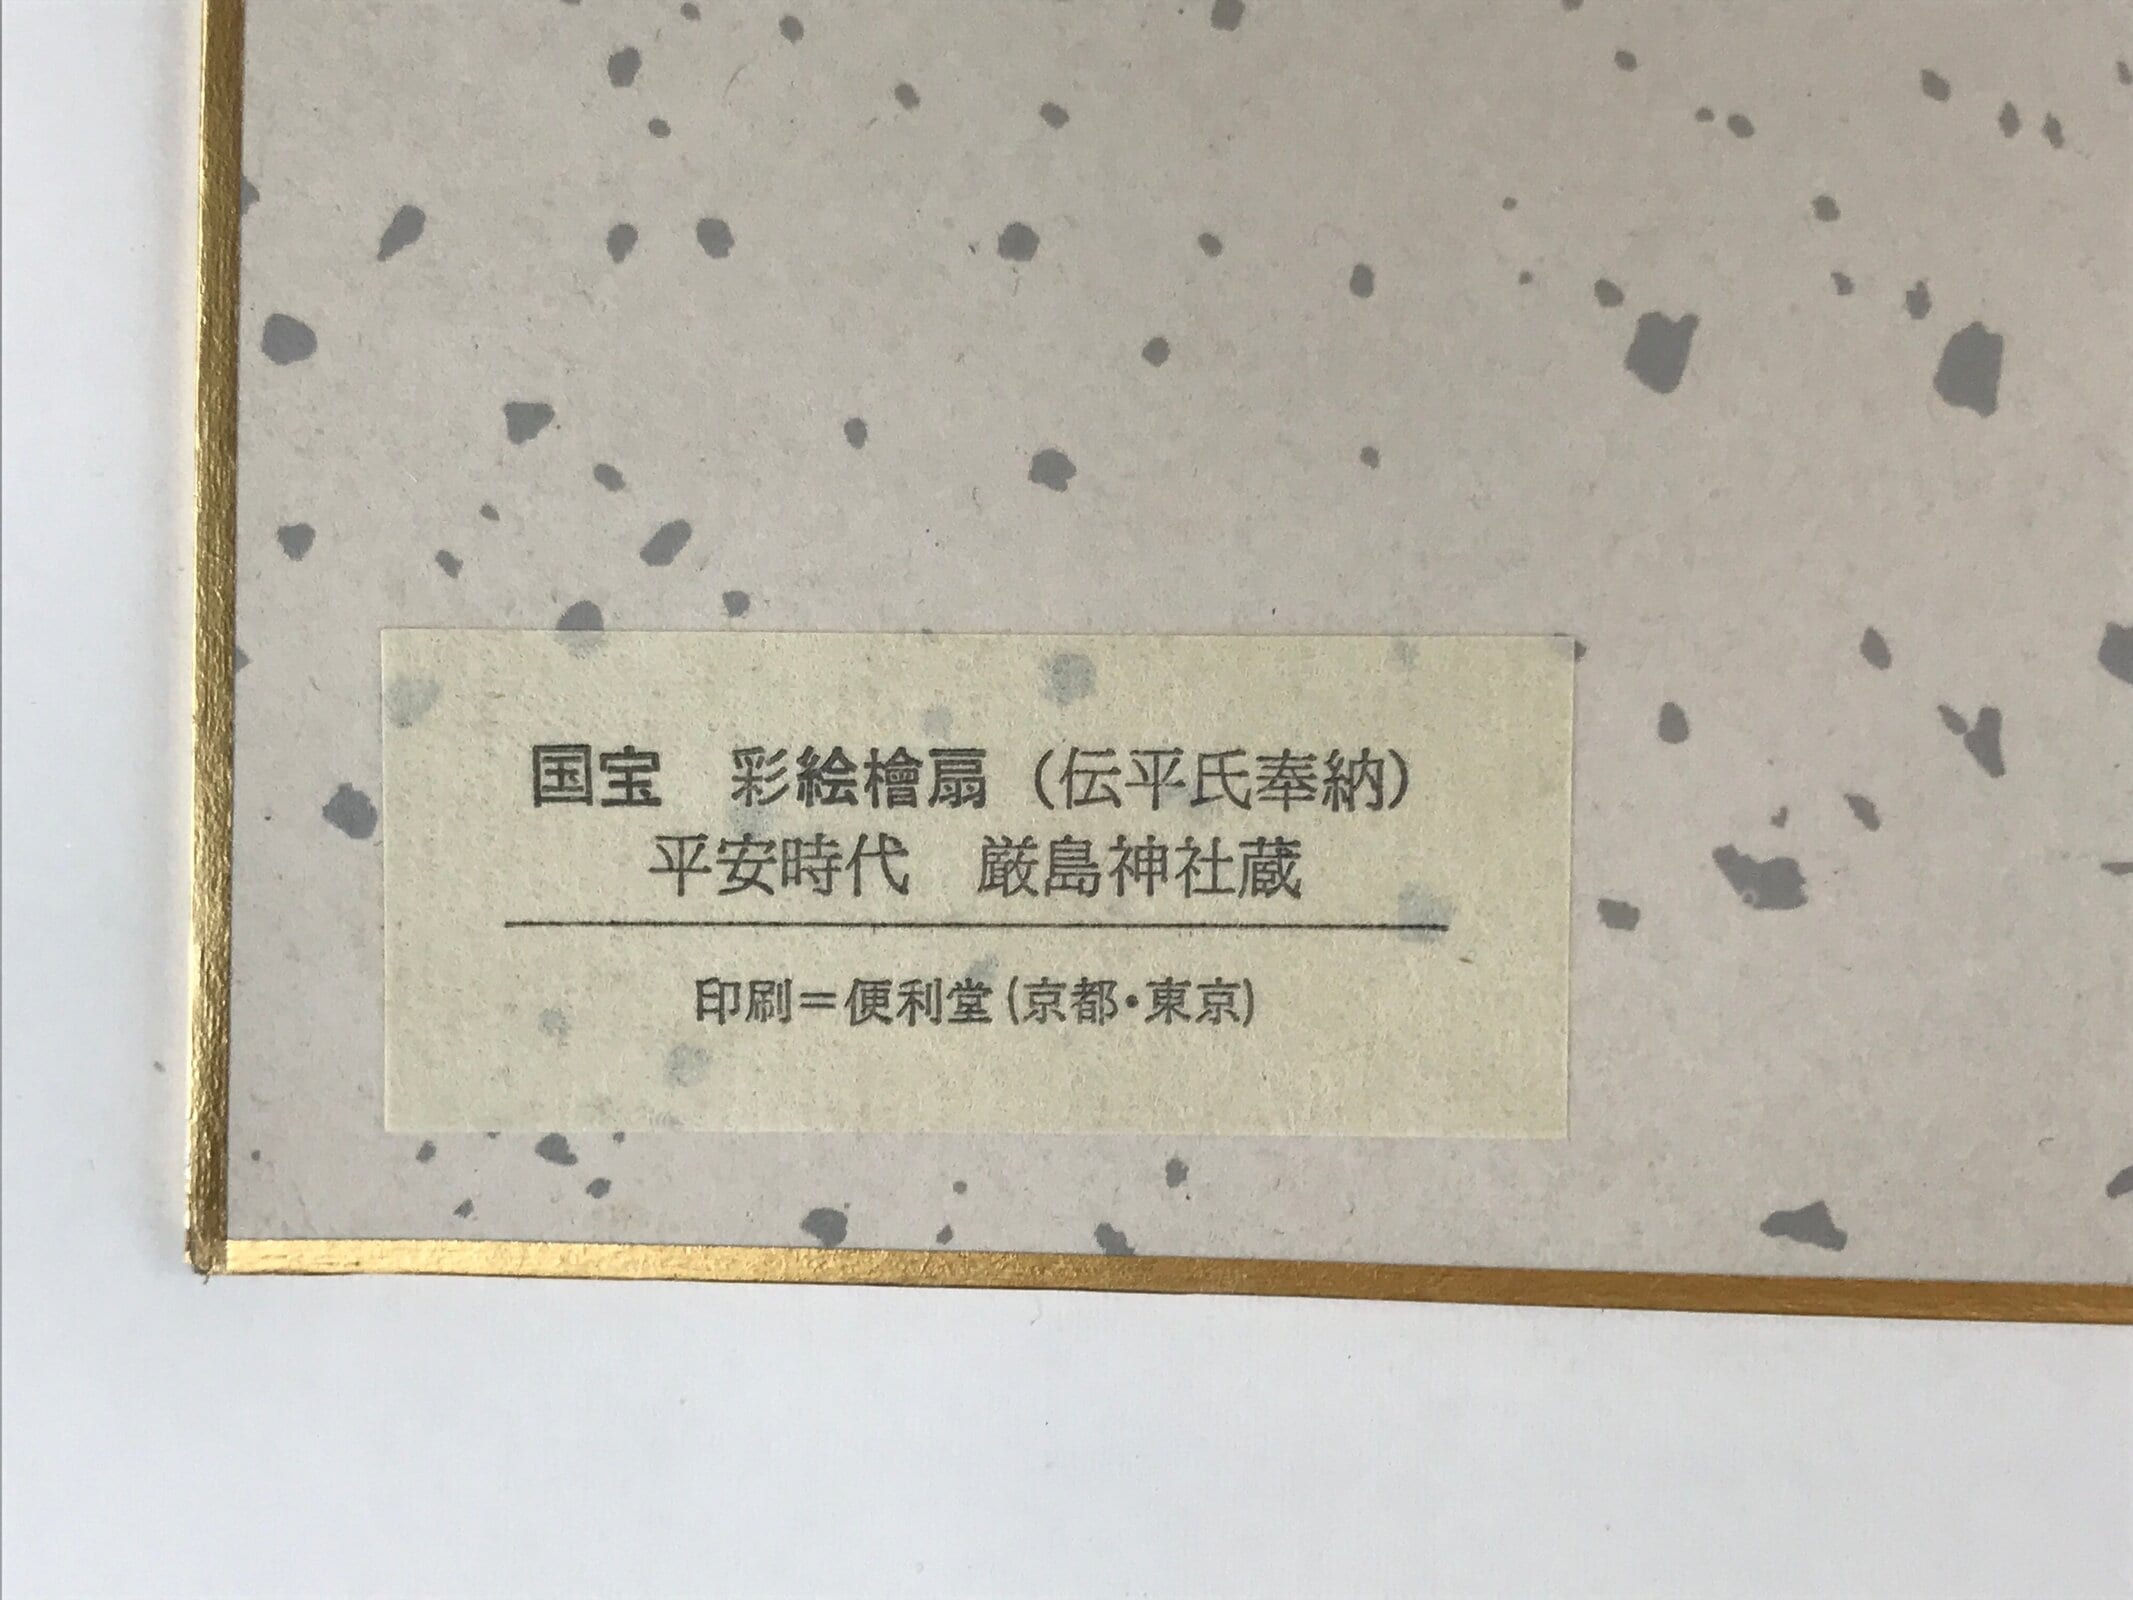 国宝　彩絵檜扇（伝平氏奉納）
平安時代　厳島神社蔵
印刷＝便利堂(京都・東京)